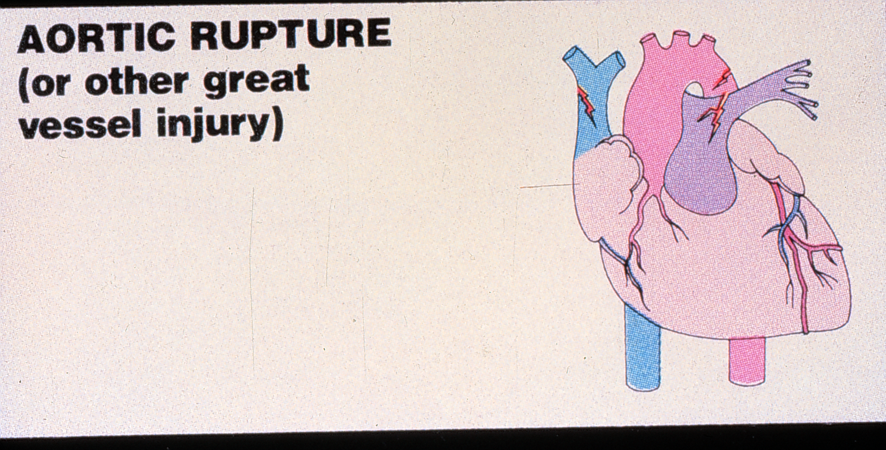 AORTIC RUPTURE
(or other great
vessel injury)